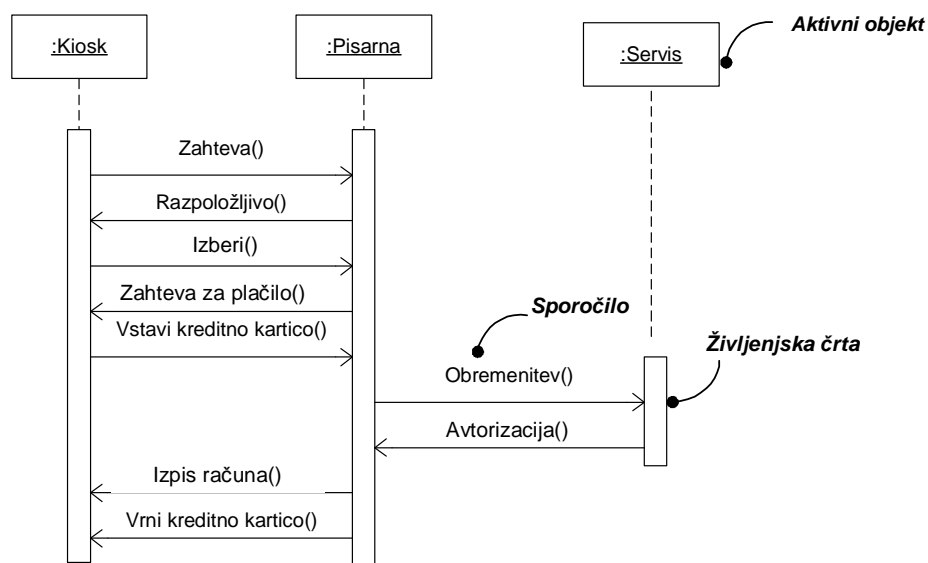 Aktivni objekt
:Kiosk
:Pisarna
:Servis
Zahteva()
Razpoložljivo()
Izberi()
Zahteva za plačilo()
Sporočilo
Vstavi kreditno kartico()
Življenjska črta
Obremenitev()
Avtorizacija()
Izpis računa()
Vrni kreditno kartico()